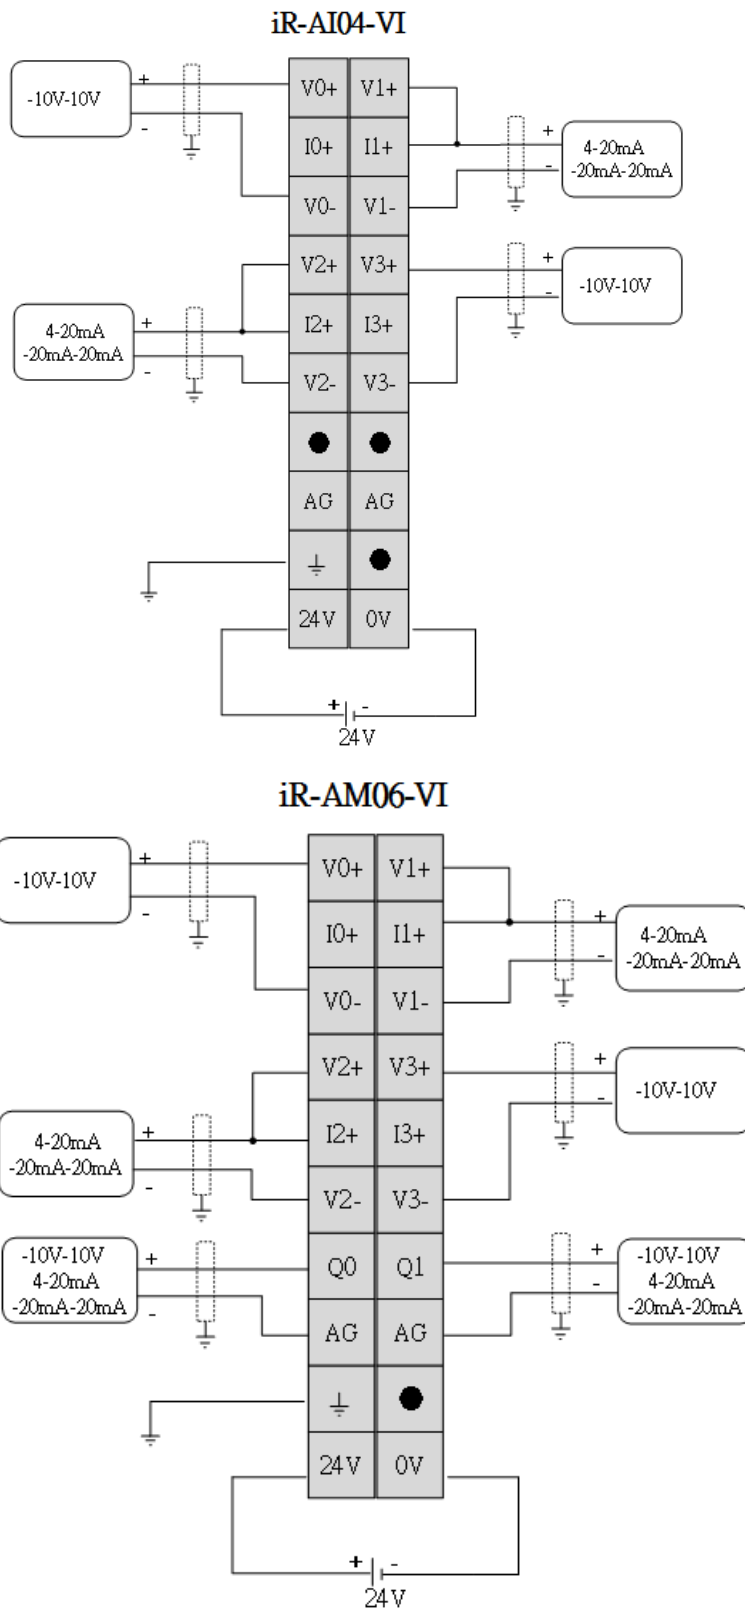 iR-AI04-VI
-10V-10V
+
-
V0+ V1+
I0+ I1+
V0- V1-
+
-
4-20mA
-20mA-20mA
V2+ V3+
+
-
-10V-10V
4-20mA
-20mA-20mA
+
-
I2+ I3+
V2- V3-
AG AG
24V 0V
+ -
24V
iR-AM06-VI
-10V-10V
+
-
V0+ V1+
I0+ I1+
V0- V1-
+
-
4-20mA
-20mA-20mA
V2+ V3+
+
-
-10V-10V
4-20mA
-20mA-20mA
+
-
I2+ I3+
V2- V3-
-10V-10V
4-20mA
-20mA-20mA
+
-
Q0 Q1
+
-
-10V-10V
4-20mA
-20mA-20mA
AG AG
24V 0V
+ -
24V